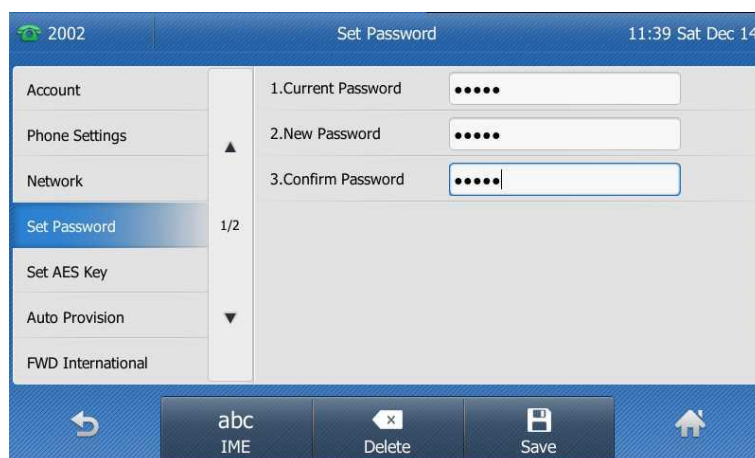 2002 Set Password 11:39 Sat Dec 14
Account
Phone Settings
Network
Set Password
Set AES Key
Auto Provision
FWD International
1/2
1.Current Password •••••
2.New Password •••••
3.Confirm Password •••••
abc
IME
Delete
Save